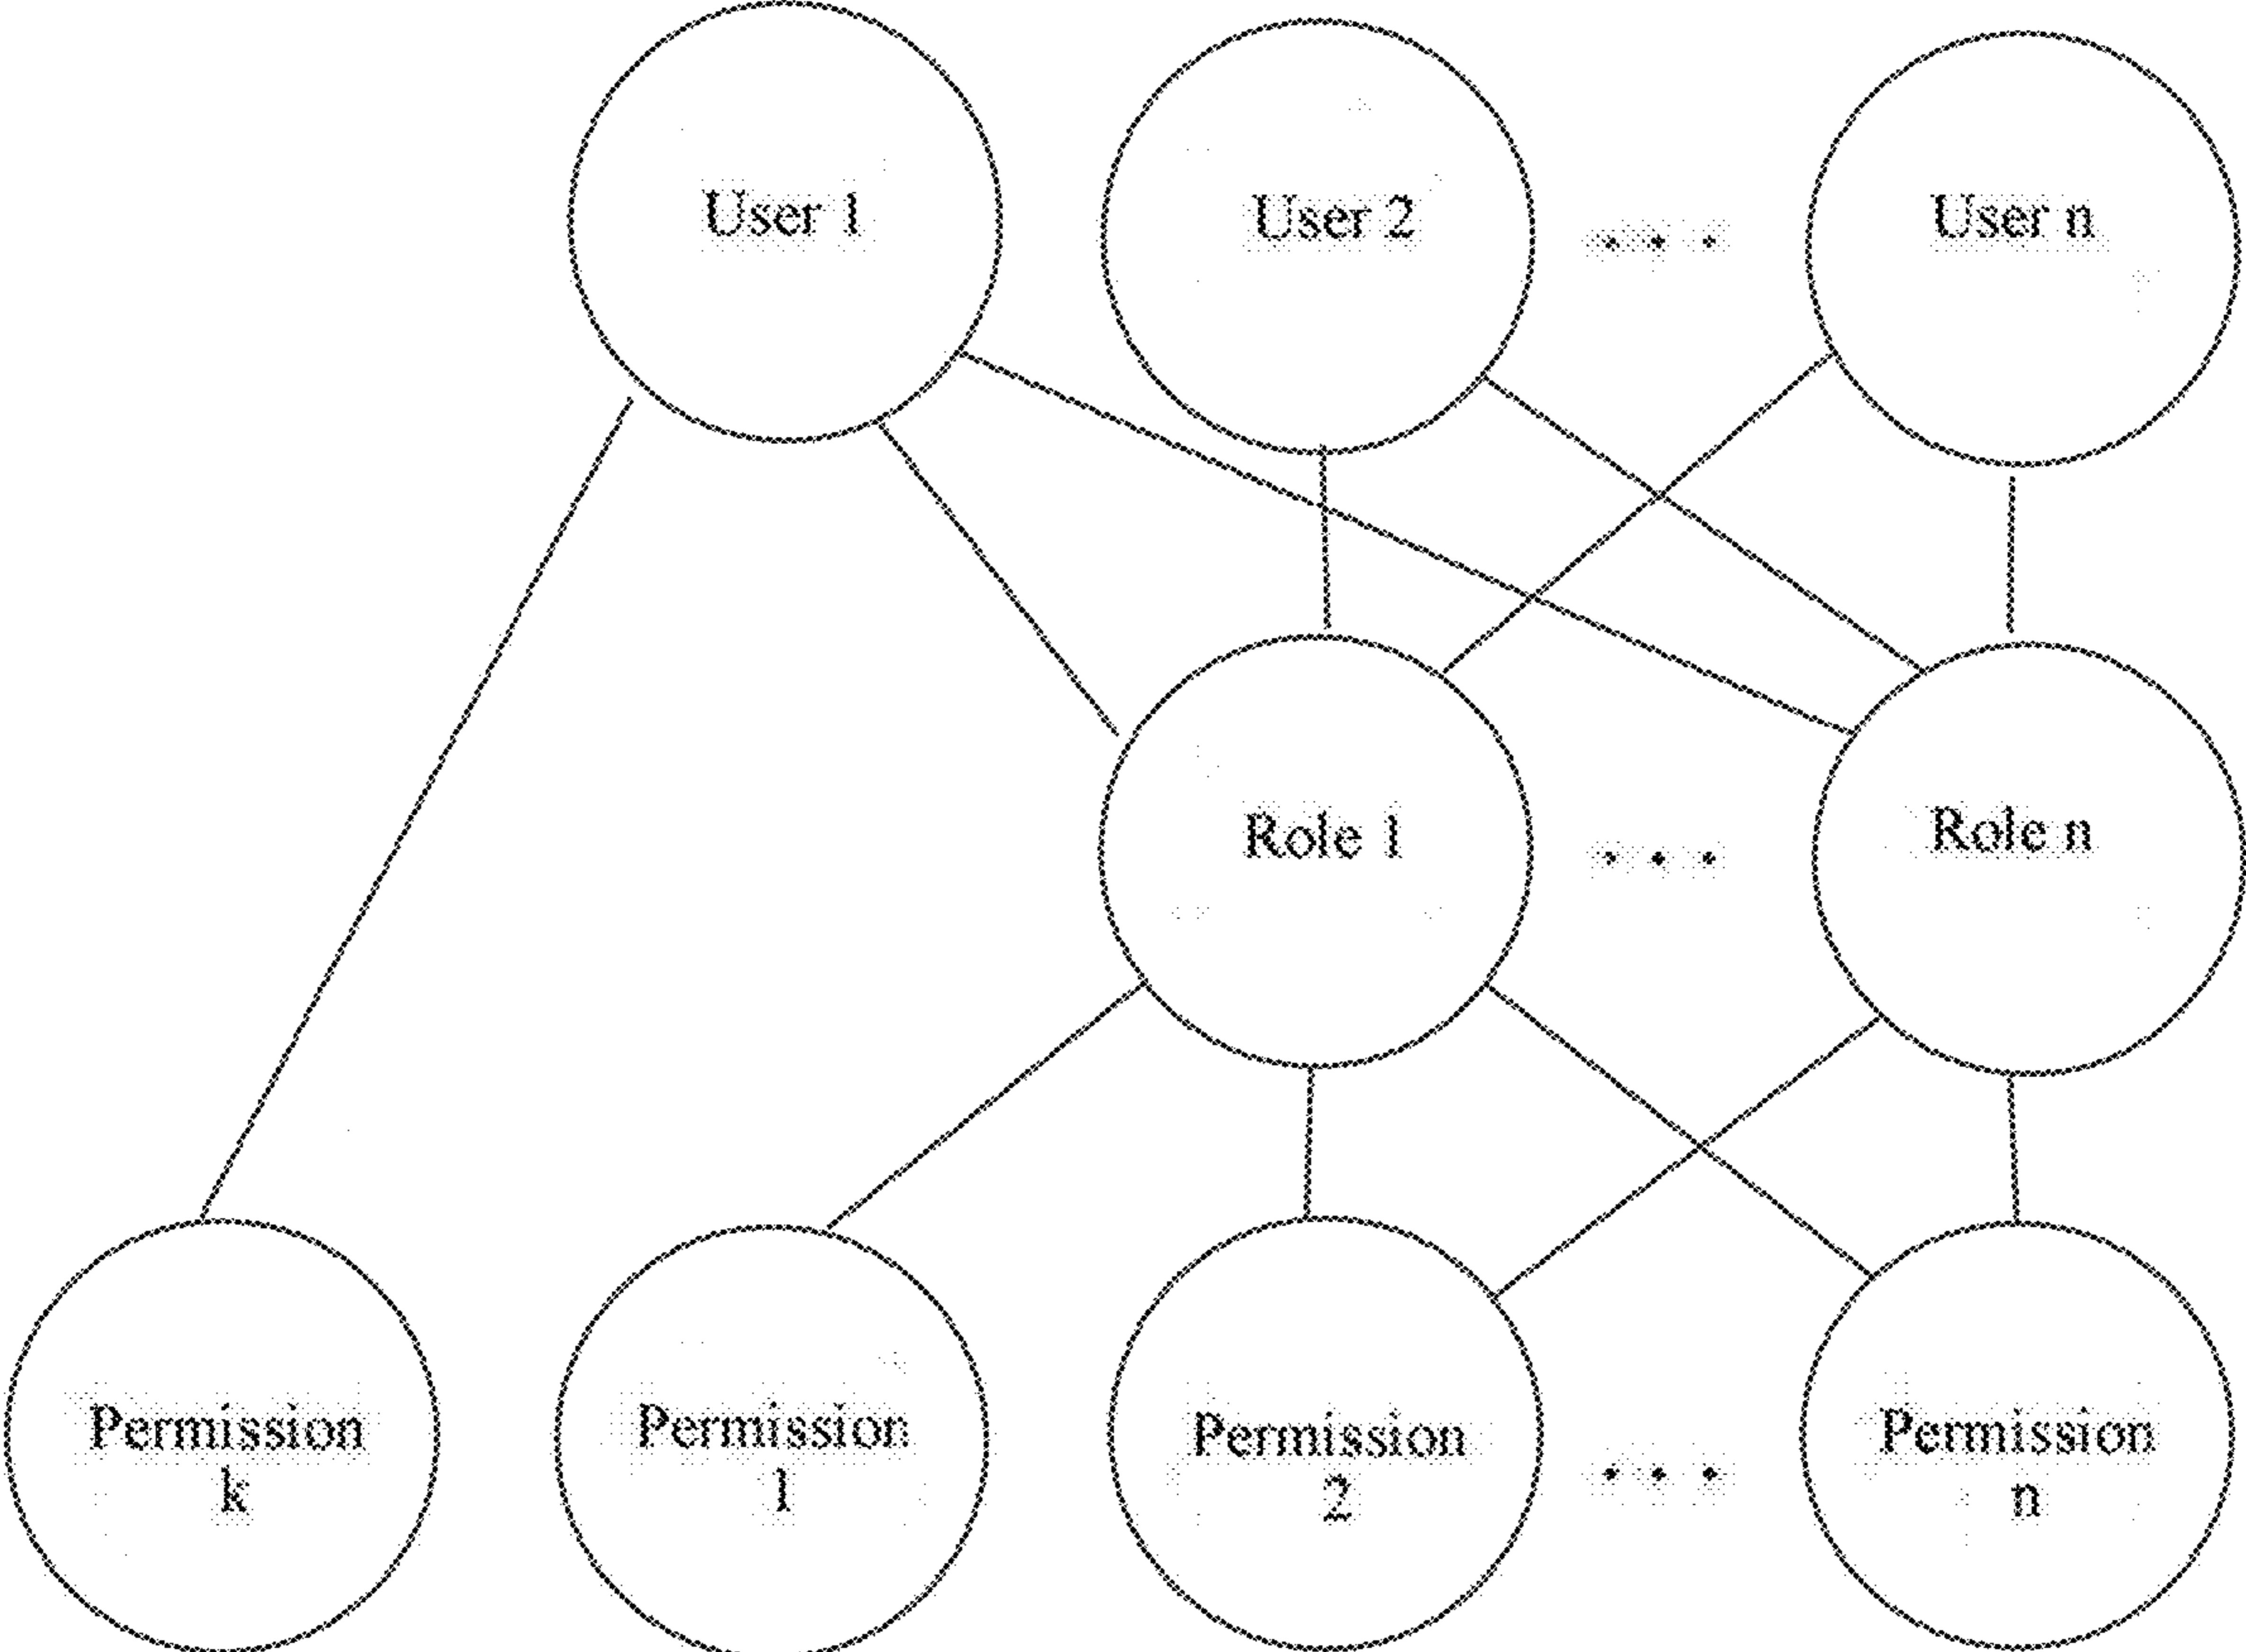 User 1
User 2
. . .
User n
Role 1
. . .
Role n
Permission
k
Permission
1
Permission
2
. . .
Permission
n